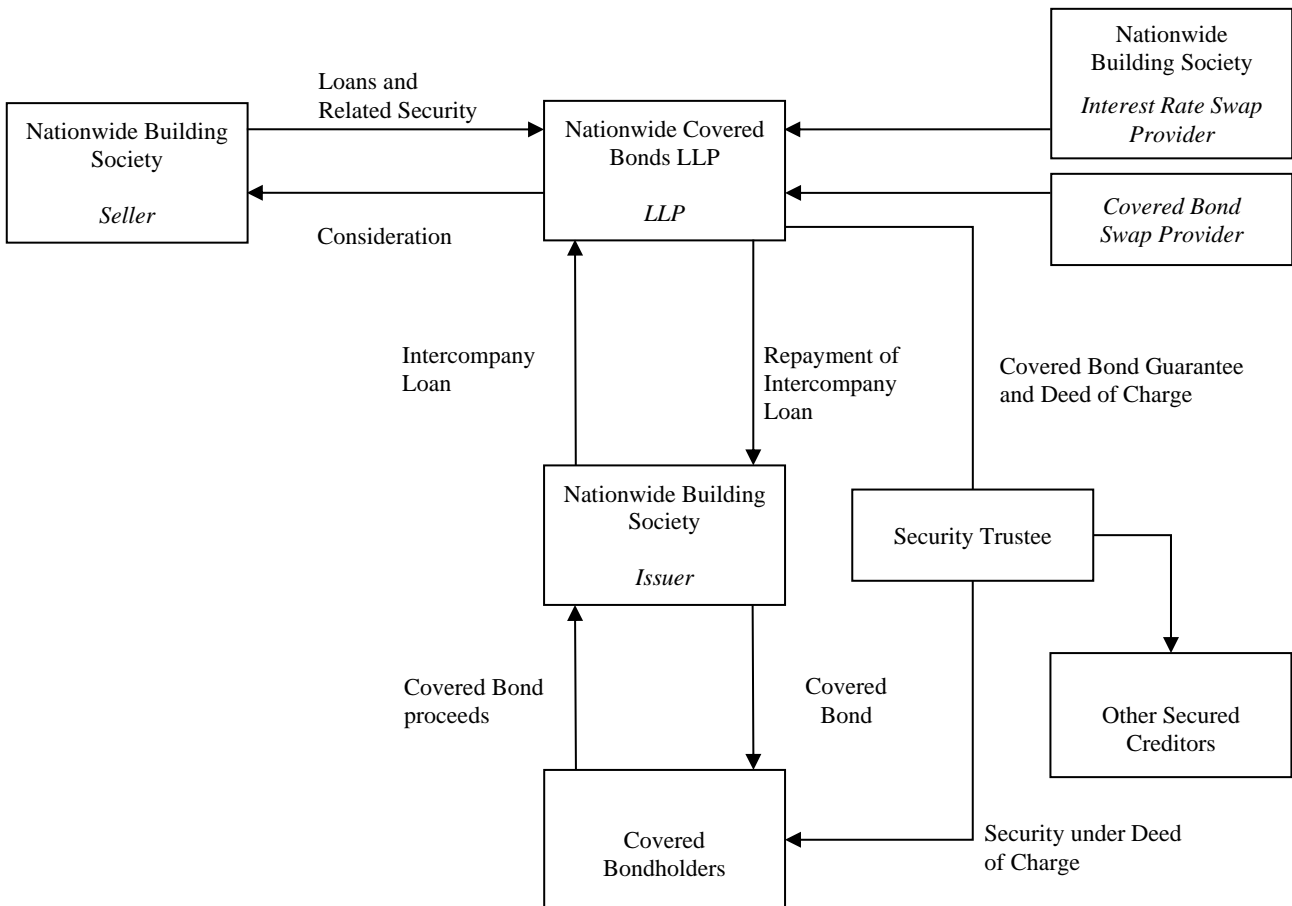 Nationwide
Building Society
Interest Rate Swap
Provider
Loans and
Related Security
Nationwide Building
Society
Seller
Nationwide Covered
Bonds LLP
LLP
Covered Bond
Swap Provider
Consideration
Intercompany
Loan
Repayment of
Intercompany
Loan
Covered Bond Guarantee
and Deed of Charge
Nationwide Building
Society
Issuer
Security Trustee
Covered Bond
proceeds
Covered
Bond
Other Secured
Creditors
Covered
Bondholders
Security under Deed
of Charge